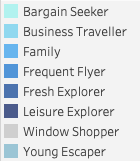 Bargain Seeker
Business Traveller
Family
Frequent Flyer
Fresh Explorer
Leisure Explorer
Window Shopper
Young Escaper